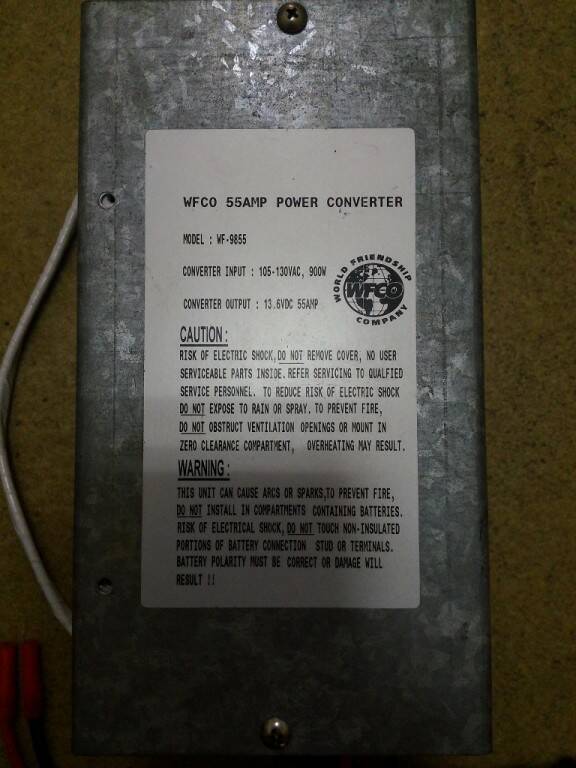 WFCO 55AMP POWER CONVERTER
MODEL : WF-9855
CONVERTER INPUT : 105-130VAC, 900W
CONVERTER OUTPUT : 13.6VDC 55AMP
WORLD FRIENDSHIP
WFCO
COMPANY
CAUTION:
RISK OF ELECTRIC SHOCK, DO NOT REMOVE COVER, NO USER
SERVICEABLE PARTS INSIDE. REFER SERVICING TO QUALFIED
SERVICE PERSONNEL. TO REDUCE RISK OF ELECTRIC SHOCK
DO NOT EXPOSE TO RAIN OR SPRAY. TO PREVENT FIRE,
DO NOT OBSTRUCT VENTILATION OPENINGS OR MOUNT IN
ZERO CLEARANCE COMPARTMENT, OVERHEATING MAY RESULT.
WARNING:
THIS UNIT CAN CAUSE ARCS OR SPARKS,TO PREVENT FIRE,
DO NOT INSTALL IN COMPARTMENTS CONTAINING BATTERIES.
RISK OF ELECTRICAL SHOCK, DO NOT TOUCH NON-INSULATED
PORTIONS OF BATTERY CONNECTION STUD OR TERMINALS.
BATTERY POLARITY MUST BE CORRECT OR DAMAGE WILL
RESULT !!